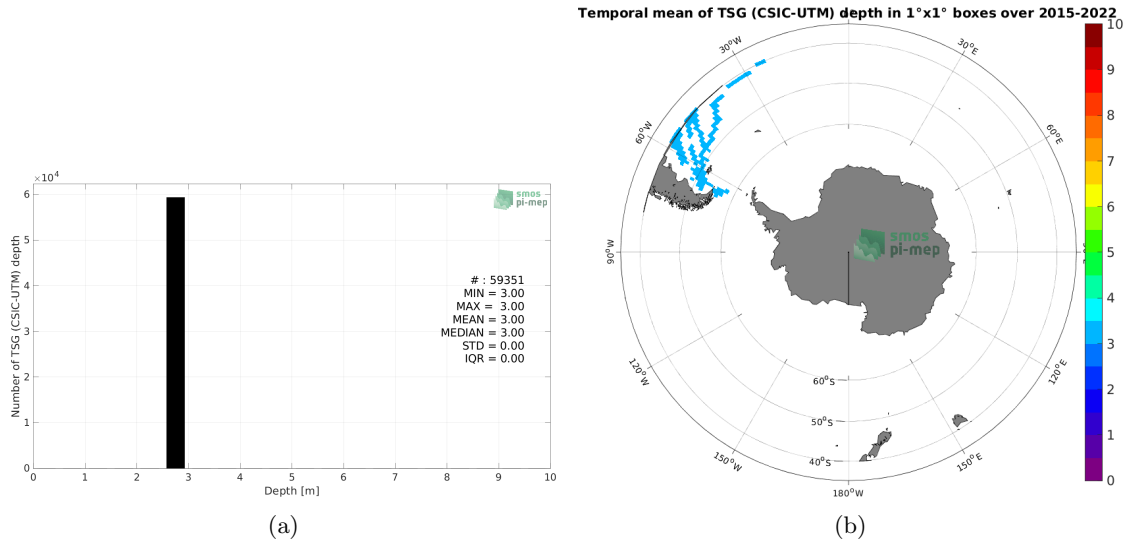 Temporal mean of TSG (CSIC-UTM) depth in 1°x1° boxes over 2015-2022
×10⁴
Number of TSG (CSIC-UTM) depth
6
5
4
3
2
1
0
smos
pi-mep
# : 59351
MIN = 3.00
MAX = 3.00
MEAN = 3.00
MEDIAN = 3.00
STD = 0.00
IQR = 0.00
0 1 2 3 4 5 6 7 8 9 10
Depth [m]
(a)
0°
30°W
30°E
60°W
60°E
90°W
120°W
120°E
150°W
150°E
180°W
60°S
50°S
40°S
smos
pi-mep
10
9
8
7
6
5
4
3
2
1
0
(b)